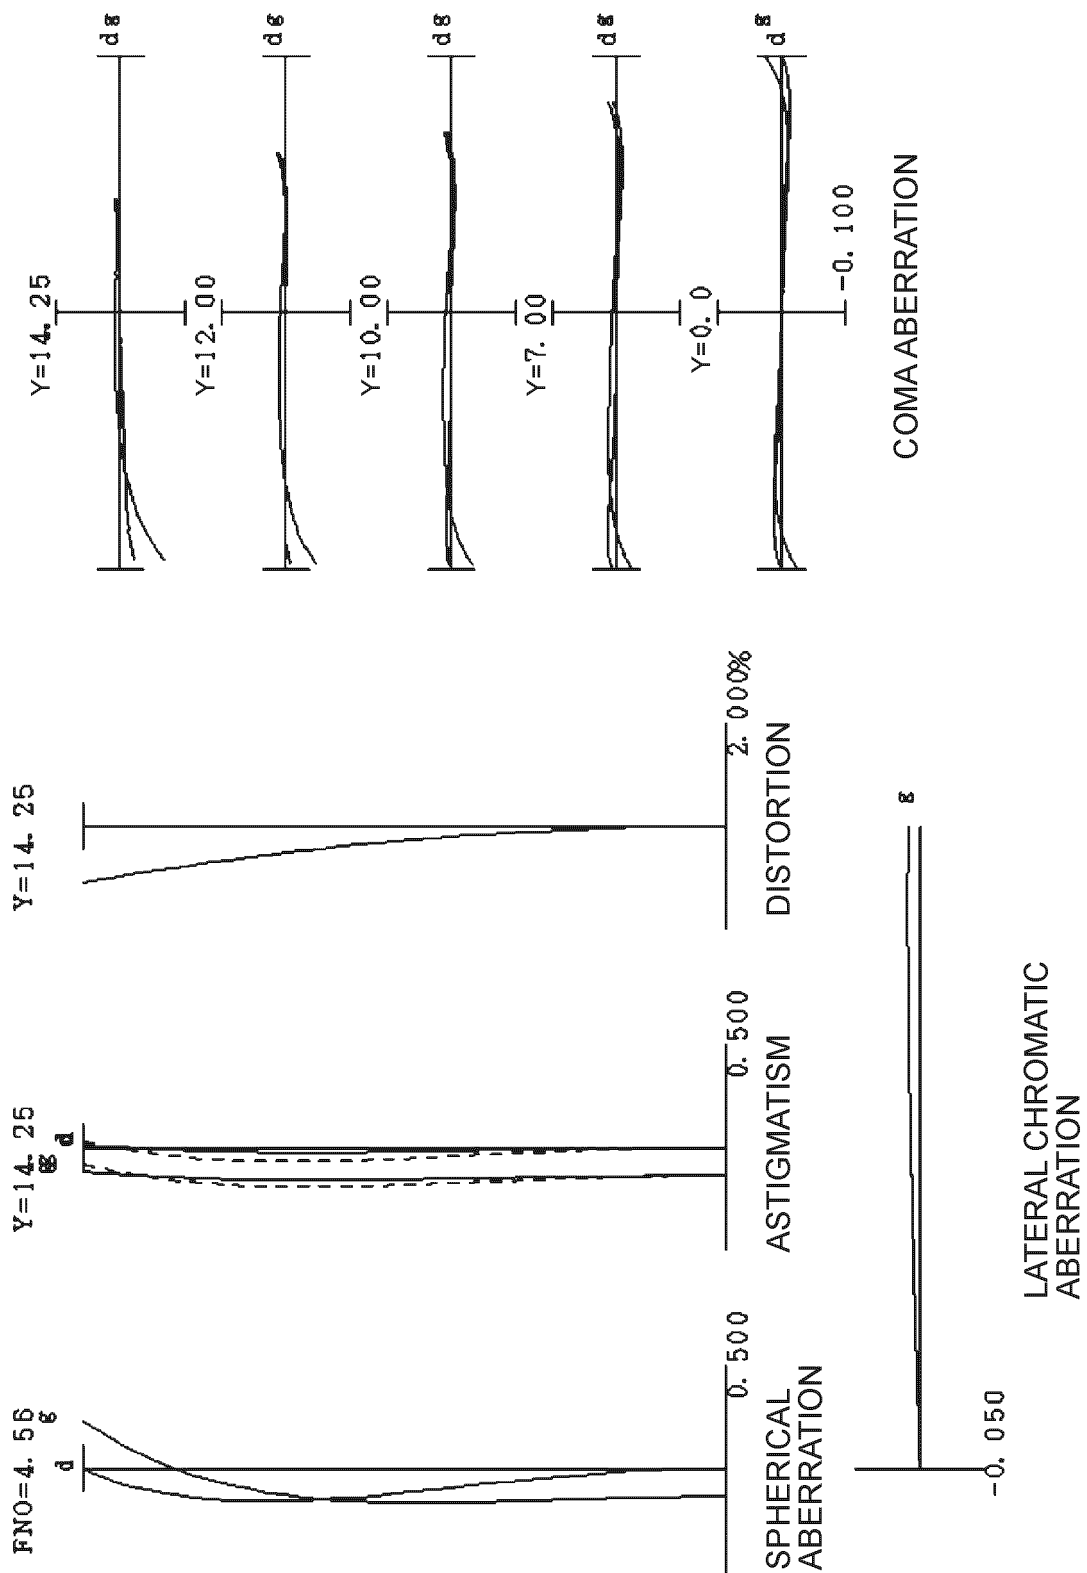 FNO=4.56
g
d
0.500
SPHERICAL
ABERRATION
Y=14.25
g
d
0.500
ASTIGMATISM
Y=14.25
2.000%
DISTORTION
Y=14.25
d g
Y=12.00
d g
Y=10.00
d g
Y=7.00
d g
Y=0.0
d g
-0.100
COMA ABERRATION
g
-0.050
LATERAL CHROMATIC
ABERRATION